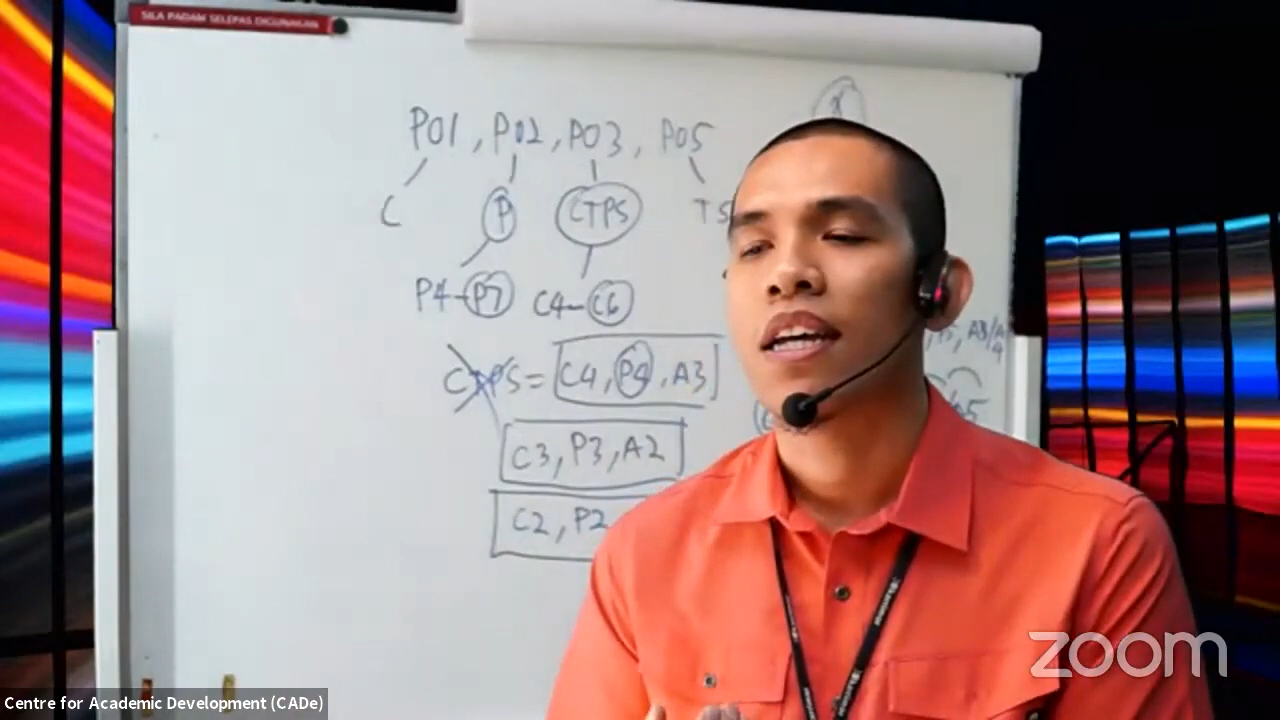 SILA PADAM SELEPAS DIGUNAKAN
x
PO1, PO2, PO3, PO5
C P CTPS TS
P4-P7 C4-C6
CTPS = C4, P4, A3
C3, P3, A2
C2, P2
zoom
Centre for Academic Development (CADe)